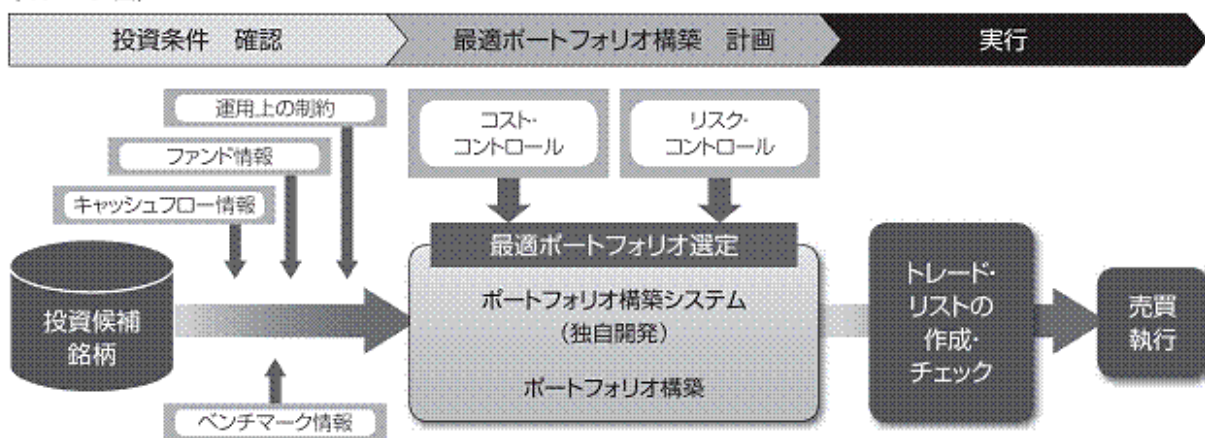 投資条件 確認
最適ポートフォリオ構築 計画
実行
運用上の制約
ファンド情報
キャッシュフロー情報
投資候補
銘柄
ベンチマーク情報
コスト・
コントロール
リスク・
コントロール
最適ポートフォリオ選定
ポートフォリオ構築システム
（独自開発）
ポートフォリオ構築
トレード・
リストの
作成・
チェック
売買
執行